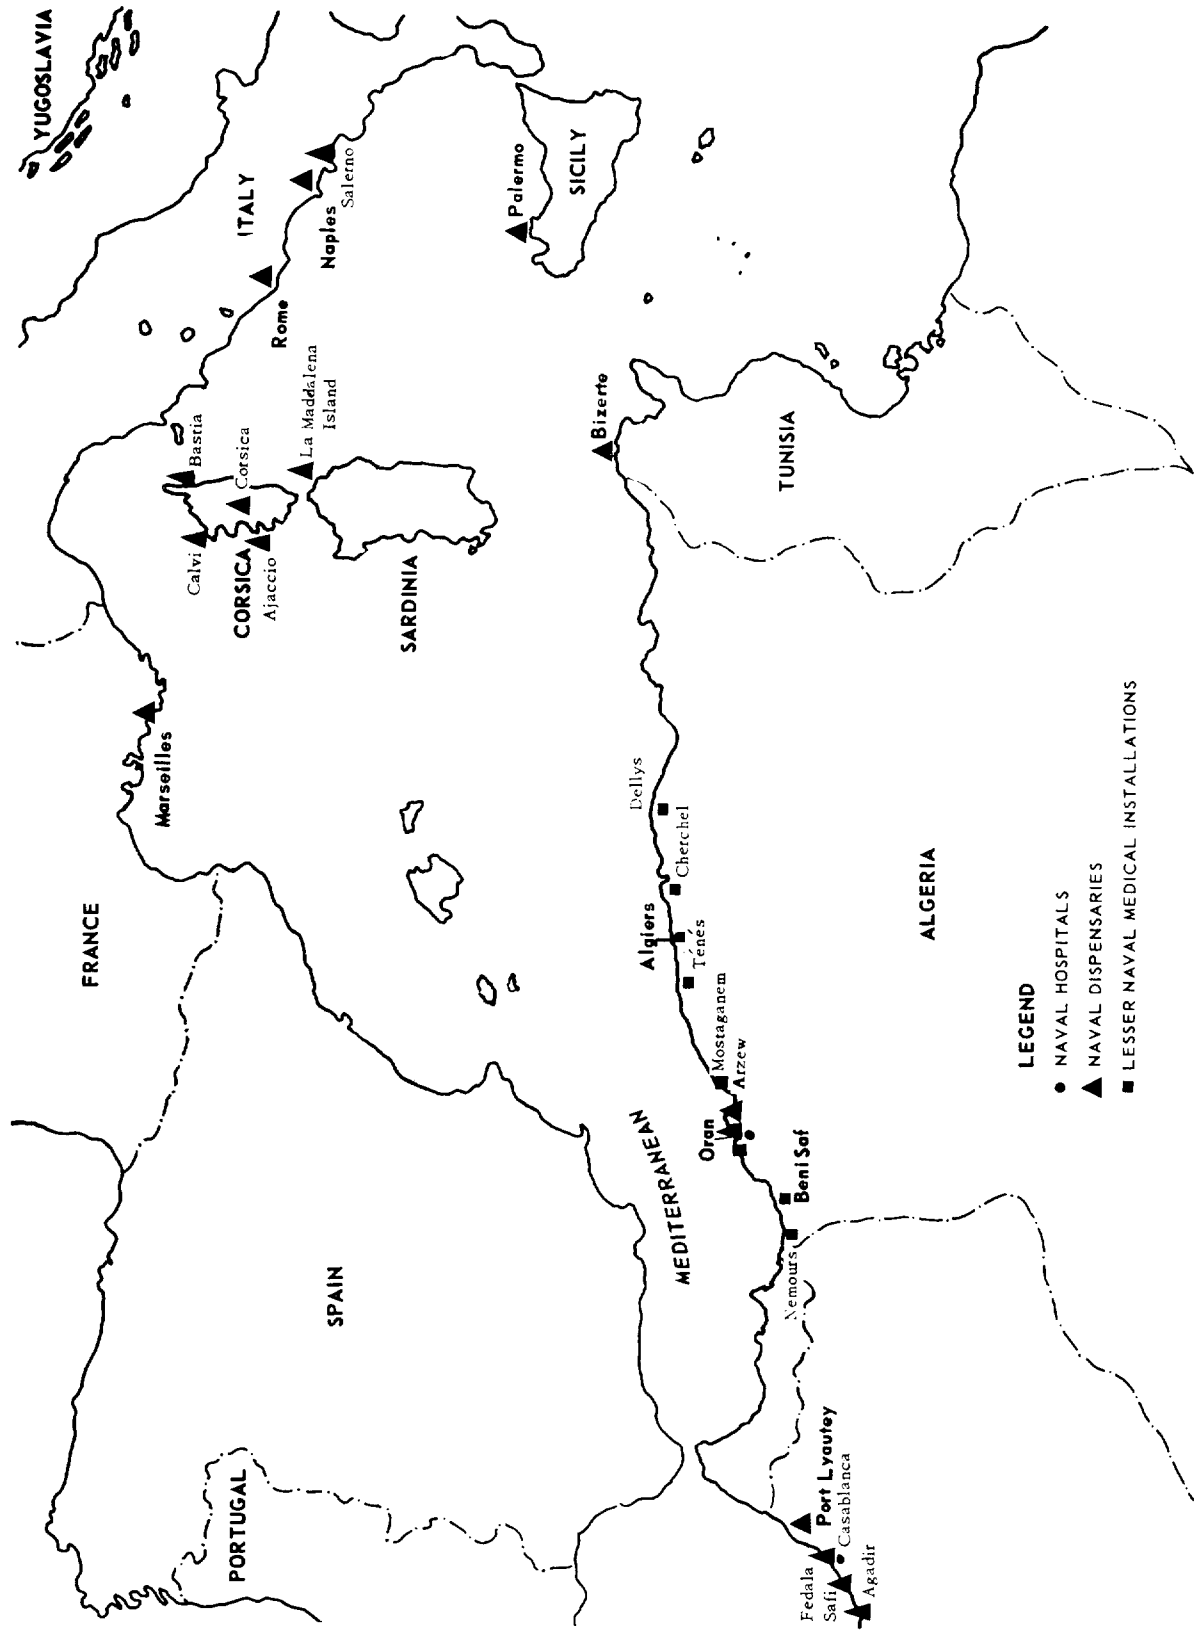 YUGOSLAVIA
ITALY
FRANCE
Bastia
Corsica
Calvi
CORSICA
Ajaccio
La Maddalena
Island
Rome
Naples
Salerno
Marseilles
SARDINIA
Palermo
SICILY
PORTUGAL
SPAIN
MEDITERRANEAN
Bizerte
TUNISIA
Dellys
Cherchel
Algiers
Ténés
Mostaganem
Arzew
Oran
Beni Saf
Nemours
Port Lyautey
Casablanca
Fedala
Safi
Agadir
ALGERIA
LEGEND
NAVAL HOSPITALS
NAVAL DISPENSARIES
LESSER NAVAL MEDICAL INSTALLATIONS